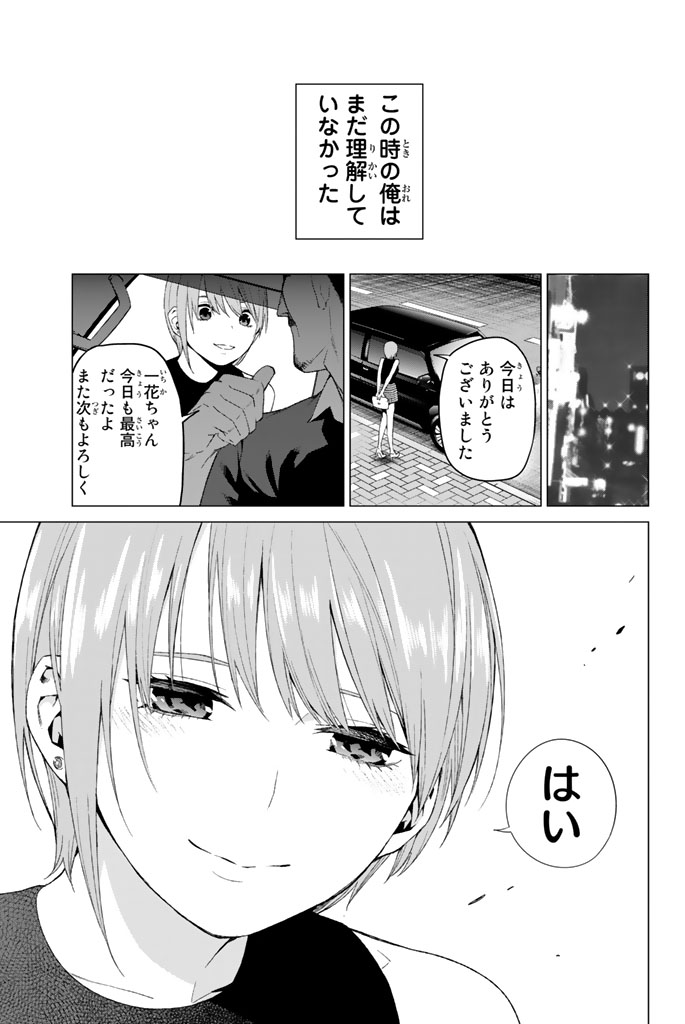 この時の俺は
まだ理解して
いなかった
今日は
ありがとう
ございました
一花ちゃん
今日も最高
だったよ
また次もよろしく
はい